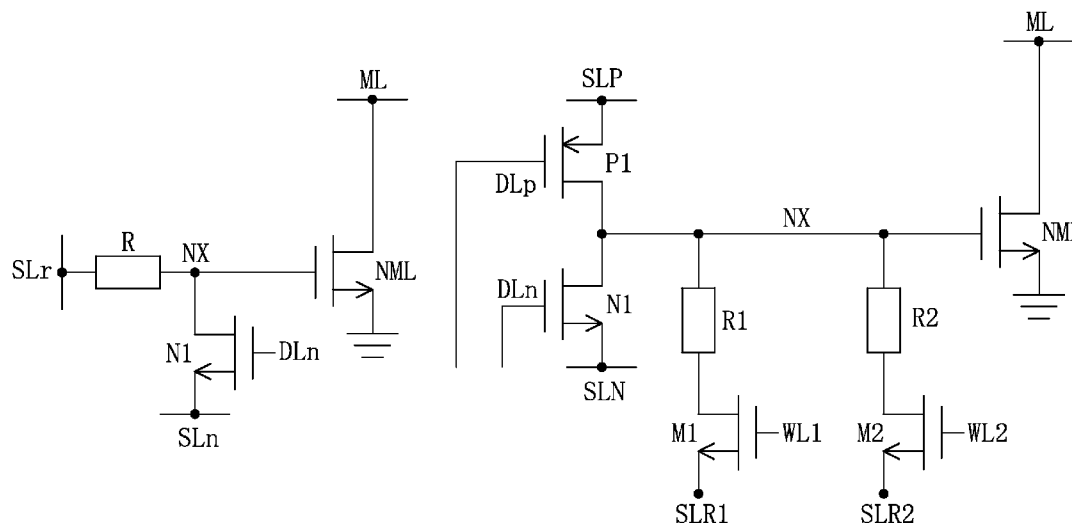 ML
SLr
R
NX
NML
N1
DLn
SLn
ML
SLP
P1
DLp
NX
NML
DLn
N1
SLN
R1
R2
M1
WL1
M2
WL2
SLR1
SLR2